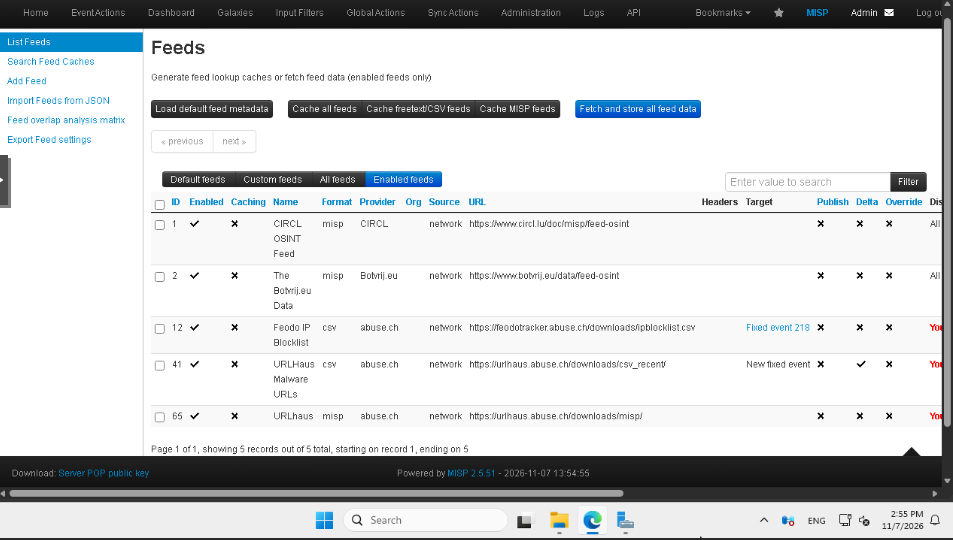 Home Event Actions Dashboard Galaxies Input Filters Global Actions Sync Actions Administration Logs API Bookmarks MISP Admin Log ou
List Feeds
Search Feed Caches
Add Feed
Import Feeds from JSON
Feed overlap analysis matrix
Export Feed settings
Feeds
Generate feed lookup caches or fetch feed data (enabled feeds only)
Load default feed metadata Cache all feeds Cache freetext/CSV feeds Cache MISP feeds Fetch and store all feed data
« previous next »
Default feeds Custom feeds All feeds Enabled feeds Enter value to search Filter
ID Enabled Caching Name Format Provider Org Source URL Headers Target Publish Delta Override Dis
1 CIRCL misp CIRCL network https://www.circl.lu/doc/misp/feed-osint All
OSINT
Feed
2 The misp Botvrij.eu network https://www.botvrij.eu/data/feed-osint All
Botvrij.eu
Data
12 Feodo IP csv abuse.ch network https://feodotracker.abuse.ch/downloads/ipblocklist.csv Fixed event 218 You
Blocklist
41 URLHaus csv abuse.ch network https://urlhaus.abuse.ch/downloads/csv_recent/ New fixed event You
Malware
URLs
65 URLhaus misp abuse.ch network https://urlhaus.abuse.ch/downloads/misp/ You
Page 1 of 1, showing 5 records out of 5 total, starting on record 1, ending on 5
Download: Server PGP public key Powered by MISP 2.5.51 - 2026-11-07 13:54:55
Search ENG 2:55 PM
11/7/2026